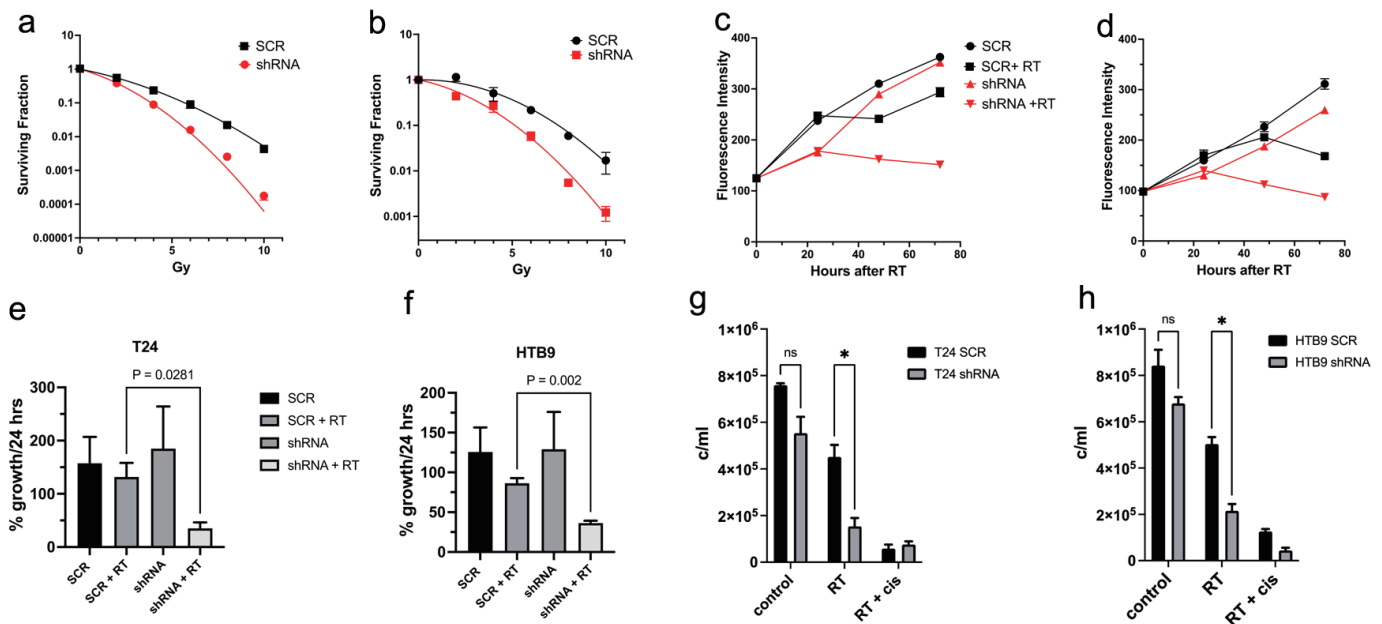 a
10
1
0.1
0.01
0.001
0.0001
0.00001
Surviving Fraction
0
5
10
Gy
SCR
shRNA
b
10
1
0.1
0.01
0.001
Surviving Fraction
0
5
10
Gy
SCR
shRNA
c
400
300
200
100
0
Fluorescence Intensity
0
20
40
60
80
Hours after RT
SCR
SCR+ RT
shRNA
shRNA +RT
d
400
300
200
100
0
Fluorescence Intensity
0
20
40
60
80
Hours after RT
e
T24
P = 0.0281
300
200
150
100
50
0
% growth/24 hrs
SCR
SCR + RT
shRNA
shRNA + RT
SCR
SCR + RT
shRNA
shRNA + RT
f
HTB9
P = 0.002
200
150
125
100
75
50
25
0
% growth/24 hrs
SCR
SCR + RT
shRNA
shRNA + RT
g
1×10⁶
8×10⁵
6×10⁵
4×10⁵
2×10⁵
0
c/ml
ns
*
T24 SCR
T24 shRNA
control
RT
RT + cis
h
1×10⁶
8×10⁵
6×10⁵
4×10⁵
2×10⁵
0
c/ml
ns
*
HTB9 SCR
HTB9 shRNA
control
RT
RT + cis